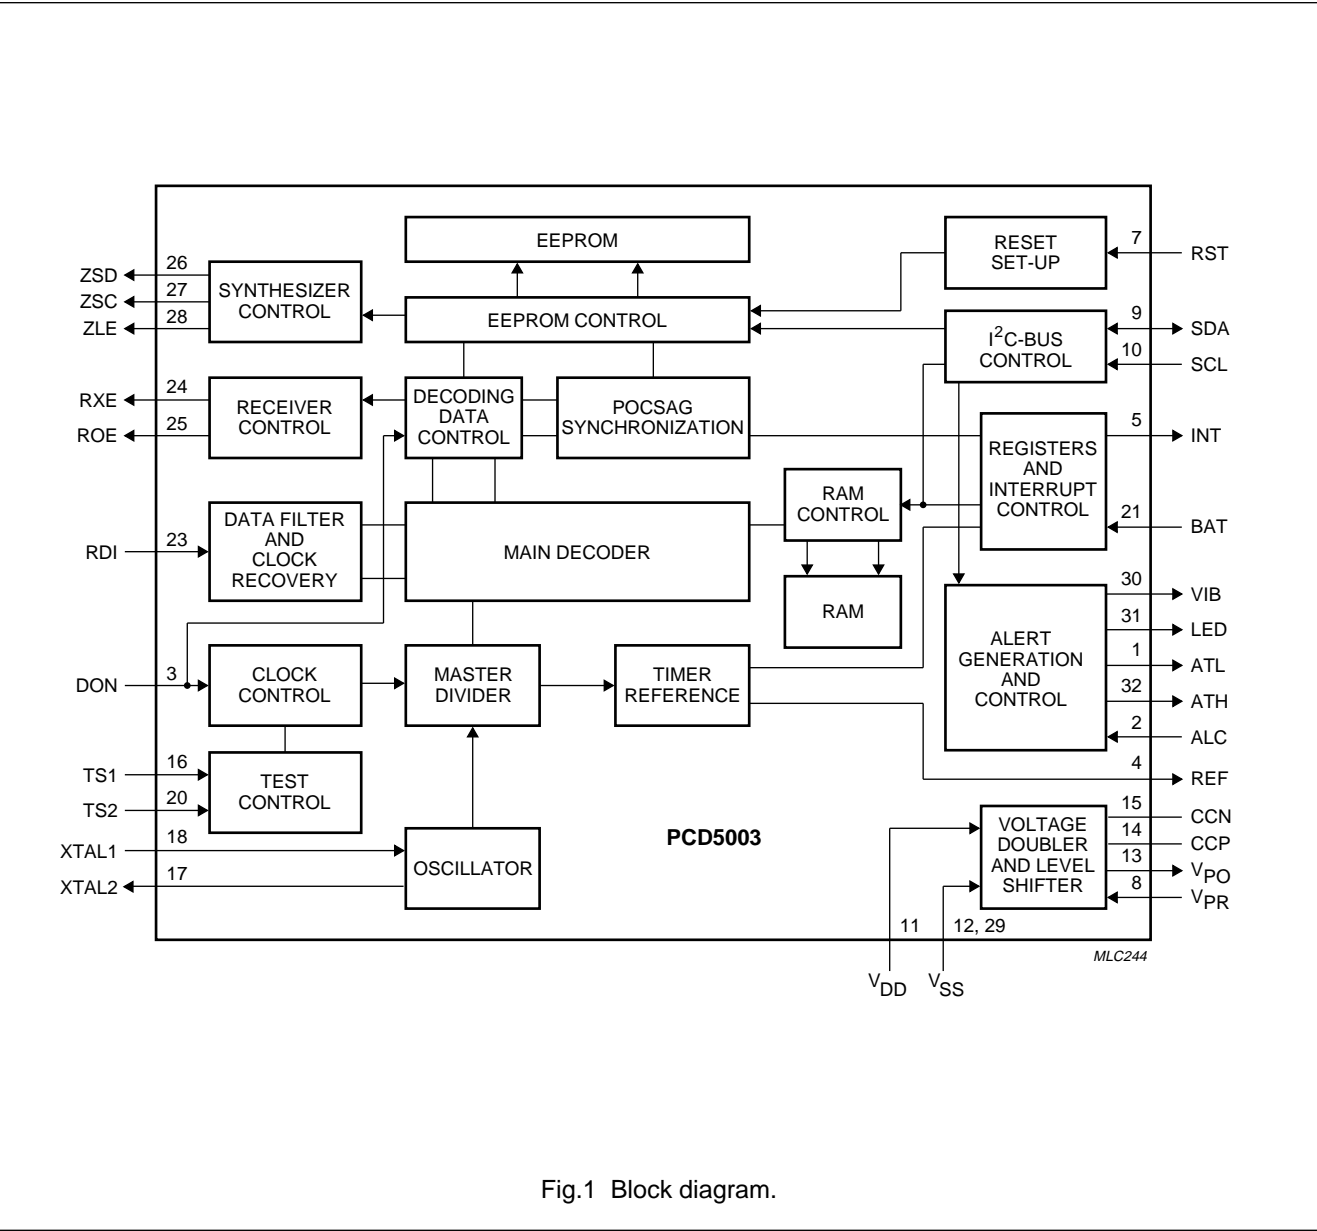 EEPROM
RESET
SET-UP
7
RST
26
ZSD
27
ZSC
28
ZLE
SYNTHESIZER
CONTROL
EEPROM CONTROL
I2C-BUS
CONTROL
9
SDA
10
SCL
24
RXE
25
ROE
RECEIVER
CONTROL
DECODING
DATA
CONTROL
POCSAG
SYNCHRONIZATION
REGISTERS
AND
INTERRUPT
CONTROL
5
INT
21
BAT
RAM
CONTROL
RDI
23
DATA FILTER
AND
CLOCK
RECOVERY
MAIN DECODER
RAM
ALERT
GENERATION
AND
CONTROL
30
VIB
31
LED
1
ATL
32
ATH
2
ALC
4
REF
DON
3
CLOCK
CONTROL
MASTER
DIVIDER
TIMER
REFERENCE
TS1
16
TS2
20
TEST
CONTROL
XTAL1
18
XTAL2
17
OSCILLATOR
PCD5003
VOLTAGE
DOUBLER
AND LEVEL
SHIFTER
15
CCN
14
CCP
13
VPO
8
VPR
11
12, 29
VDD
VSS
MLC244
Fig.1 Block diagram.